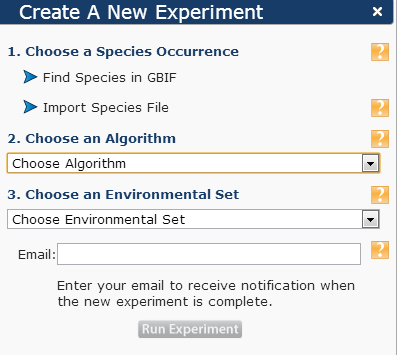 Create A New Experiment
1. Choose a Species Occurrence
Find Species in GBIF
Import Species File
2. Choose an Algorithm
Choose Algorithm
3. Choose an Environmental Set
Choose Environmental Set
Email:
Enter your email to receive notification when
the new experiment is complete.
Run Experiment